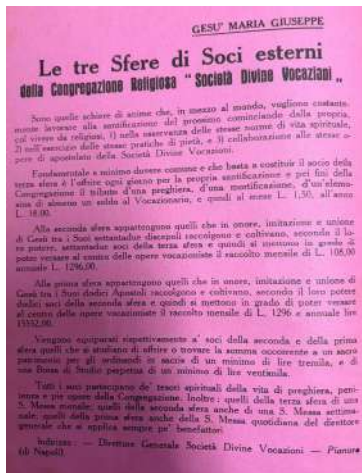 GESU' MARIA GIUSEPPE
Le tre Sfere di Soci esterni
della Congregazione Religiosa " Società Divine Vocazioni "
Sono quelle schiere di anime che, in mezzo al mondo, vogliono costante-
mente lavorare alla santificazione del prossimo cominciando dalla propria,
col vivere da religiosi, 1) nella osservanza delle stesse norme di vita spirituale,
2) nell'esercizio delle stesse pratiche di pietà, e 3) collaborazione alle stesse o-
pere di apostolato della Società Divine Vocazioni.
Fondamentale e minimo dovere comune e che basta a costituire il socio della
terza sfera è l'offrire ogni giorno per la propria santificazione e pei fini della
Congregazione il tributo d'una preghiera, d'una mortificazione, d'un'elemo-
sina di almeno un soldo al Vocazionario, e quindi al mese L. 1,50, all'anno
L. 18,00.
Alla seconda sfera appartengono quelli che in onore, imitazione e unione
di Gesù tra i Suoi settantadue discepoli raccolgono e coltivano, secondo il lo-
ro potere, settantadue soci della terza sfera e quindi si mettono in grado di
poter versare al centro delle opere vocazioniste il raccolto mensile di L. 108,00
annuale L. 1296,00.
Alla prima sfera appartengono quelli che in onore, imitazione e unione di
Gesù tra i Suoi dodici Apostoli raccolgono e coltivano, secondo il loro potere
dodici soci della seconda sfera e quindi si mettono in grado di poter versare
al centro delle opere vocazioniste il raccolto mensile di L. 1296 e annuale lire
15552,00.
Vengono equiparati rispettivamente a' soci della seconda e della prima
sfera quelli che si studiano di offrire o trovare la somma occorrente a un sacro
patrimonio per gli ordinandi in sacris di un minimo di lire tremila, e di
una Borsa di Studio perpetua di un minimo di lire ventimila.
Tutti i soci partecipano de' tesori spirituali della vita di preghiera, peni-
tenza e pie opere della Congregazione. Inoltre : quelli della terza sfera di una
S. Messa mensile; quelli della seconda sfera anche di una S. Messa settima-
nale; quelli della prima sfera anche della S. Messa quotidiana del direttore
generale che si applica sempre pe' benefattori.
Indirizzo : — Direttore Generale Società Divine Vocazioni — Pianura
(di Napoli).